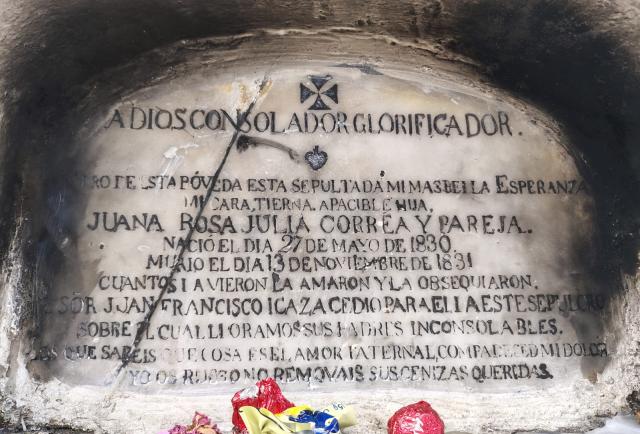 A DIOS CONSOLADOR GLORIFICADOR.
DE ESTA PÓVEDA ESTA SEPULTADA MI MAS BELLA ESPERANZA
MI CARA, TIERNA, APACIBLE HIJA,
JUANA ROSA JULIA CORREA Y PAREJA.
NACIÓ EL DIA 27 DE MAYO DE 1830.
MURIO EL DIA 13 DE NOVIEMBRE DE 1831
CUANTOS LA VIERON LA AMARON Y LA OBSEQUIARON.
SOR JUAN FRANCISCO ICAZA CEDIO PARA ELLA ESTE SEPULCRO
SOBRE EL CUAL LLORAMOS SUS PADRES INCONSOLABLES.
QUE SABEIS QUE COSA ES EL AMOR PATERNAL, COMPADECED MI DOLOR
Y YO OS RUEGO NO REMOVAIS SUS CENIZAS QUERIDAS.